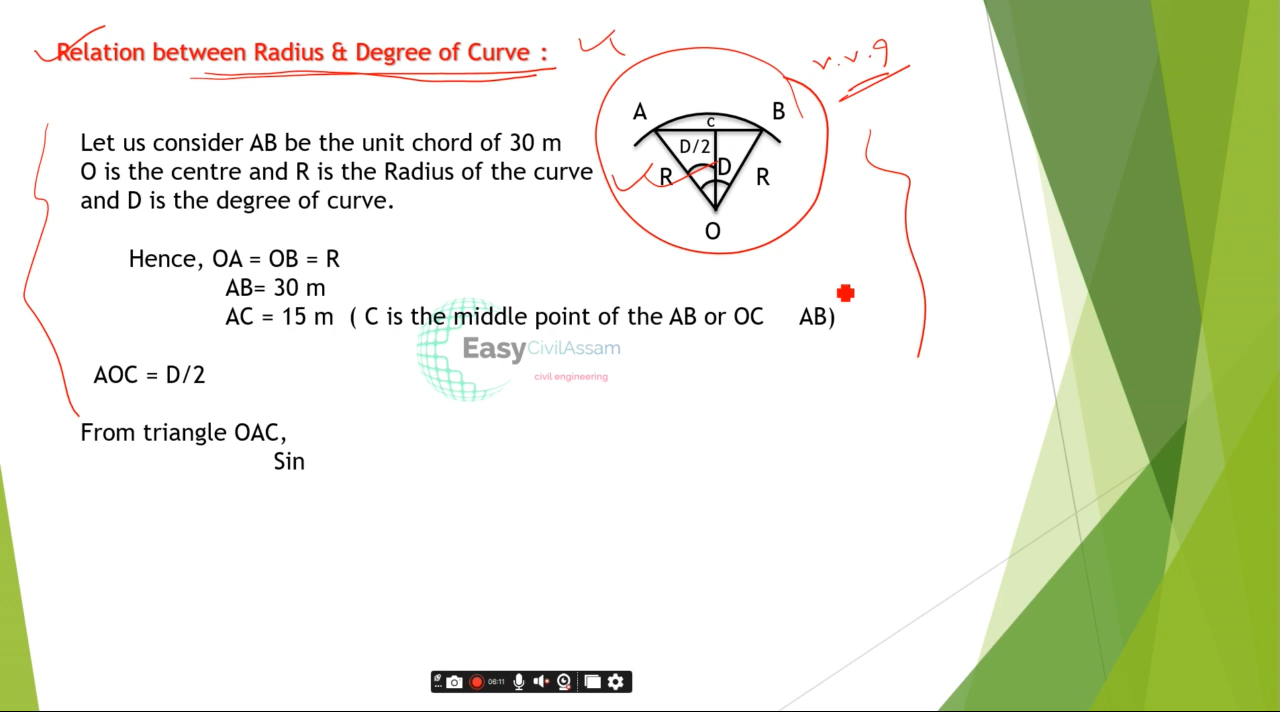 Relation between Radius & Degree of Curve :
v.v.g
A
B
C
D/2
D
R
R
O
Let us consider AB be the unit chord of 30 m
O is the centre and R is the Radius of the curve
and D is the degree of curve.
Hence, OA = OB = R
AB= 30 m
AC = 15 m ( C is the middle point of the AB or OC AB)
EasyCivilAssam
civil engineering
AOC = D/2
From triangle OAC,
Sin
06:11